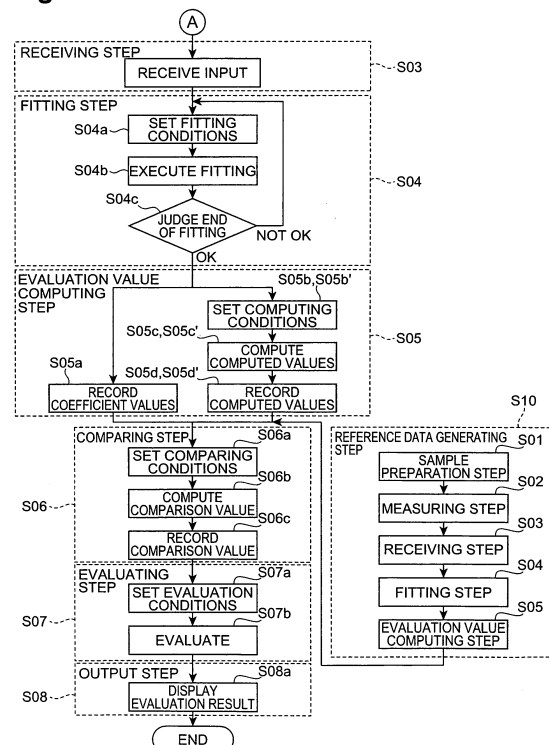 A
RECEIVING STEP
RECEIVE INPUT
S03
FITTING STEP
S04a
SET FITTING
CONDITIONS
S04b
EXECUTE FITTING
S04
S04c
JUDGE END
OF FITTING
NOT OK
OK
EVALUATION VALUE
COMPUTING
STEP
S05b,S05b'
SET COMPUTING
CONDITIONS
S05c,S05c'
COMPUTE
COMPUTED VALUES
S05
S05d,S05d'
S05a
RECORD
COEFFICIENT VALUES
RECORD
COMPUTED VALUES
COMPARING STEP
S06a
SET COMPARING
CONDITIONS
S06b
COMPUTE
COMPARISON VALUE
S06
S06c
RECORD
COMPARISON VALUE
EVALUATING
STEP
S07a
SET EVALUATION
CONDITIONS
S07
S07b
EVALUATE
OUTPUT STEP
S08a
S08
DISPLAY
EVALUATION RESULT
END
S10
REFERENCE DATA GENERATING
STEP
S01
SAMPLE
PREPARATION STEP
S02
MEASURING STEP
S03
RECEIVING STEP
S04
FITTING STEP
S05
EVALUATION VALUE
COMPUTING STEP